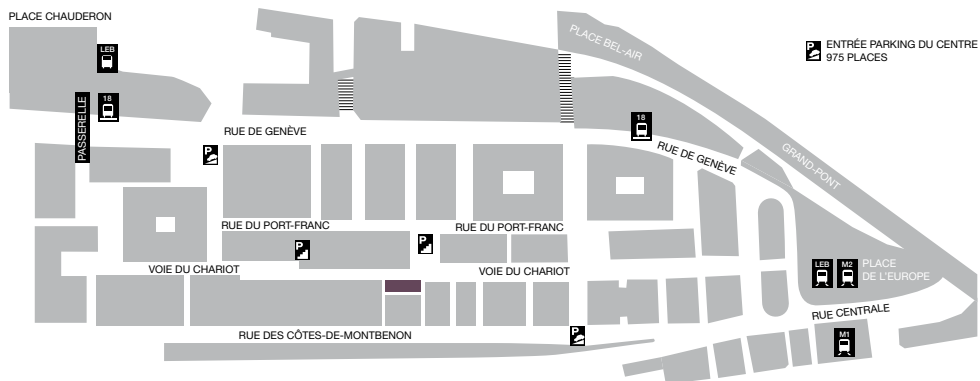 PLACE CHAUDERON
LEB
18
PASSERELLE
PLACE BEL-AIR
P
ENTRÉE PARKING DU CENTRE
975 PLACES
RUE DE GENÈVE
P
18
RUE DE GENÈVE
GRAND-PONT
RUE DU PORT-FRANC
P
P
RUE DU PORT-FRANC
VOIE DU CHARIOT
VOIE DU CHARIOT
LEB
M2
PLACE
DE L'EUROPE
RUE CENTRALE
RUE DES CÔTES-DE-MONTBENON
P
M1